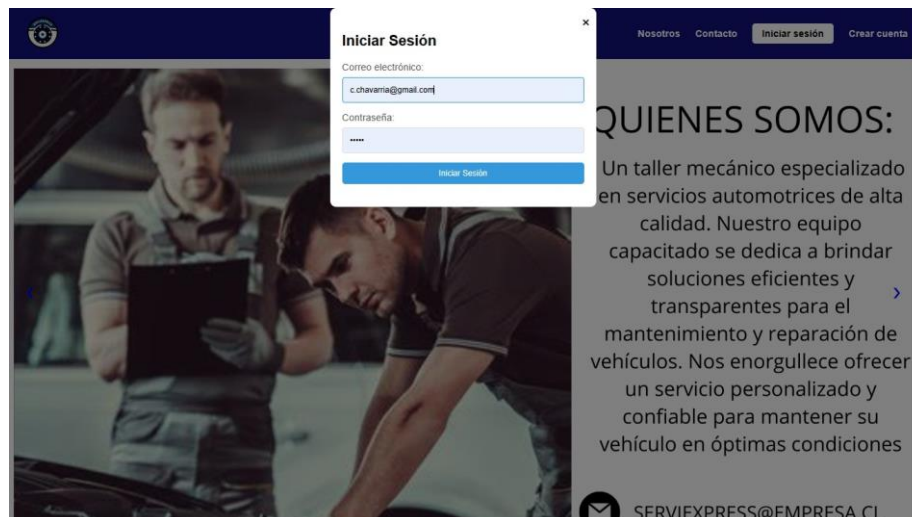 Nosotros Contacto Iniciar sesión Crear cuenta
×
Iniciar Sesión
Correo electrónico:
c.chavarria@gmail.com
Contraseña:
•••••
Iniciar Sesión
QUIENES SOMOS:
Un taller mecánico especializado
en servicios automotrices de alta
calidad. Nuestro equipo
capacitado se dedica a brindar
soluciones eficientes y
transparentes para el
mantenimiento y reparación de
vehículos. Nos enorgullece ofrecer
un servicio personalizado y
confiable para mantener su
vehículo en óptimas condiciones
SERVIEXPRESS@EMPRESA.CL